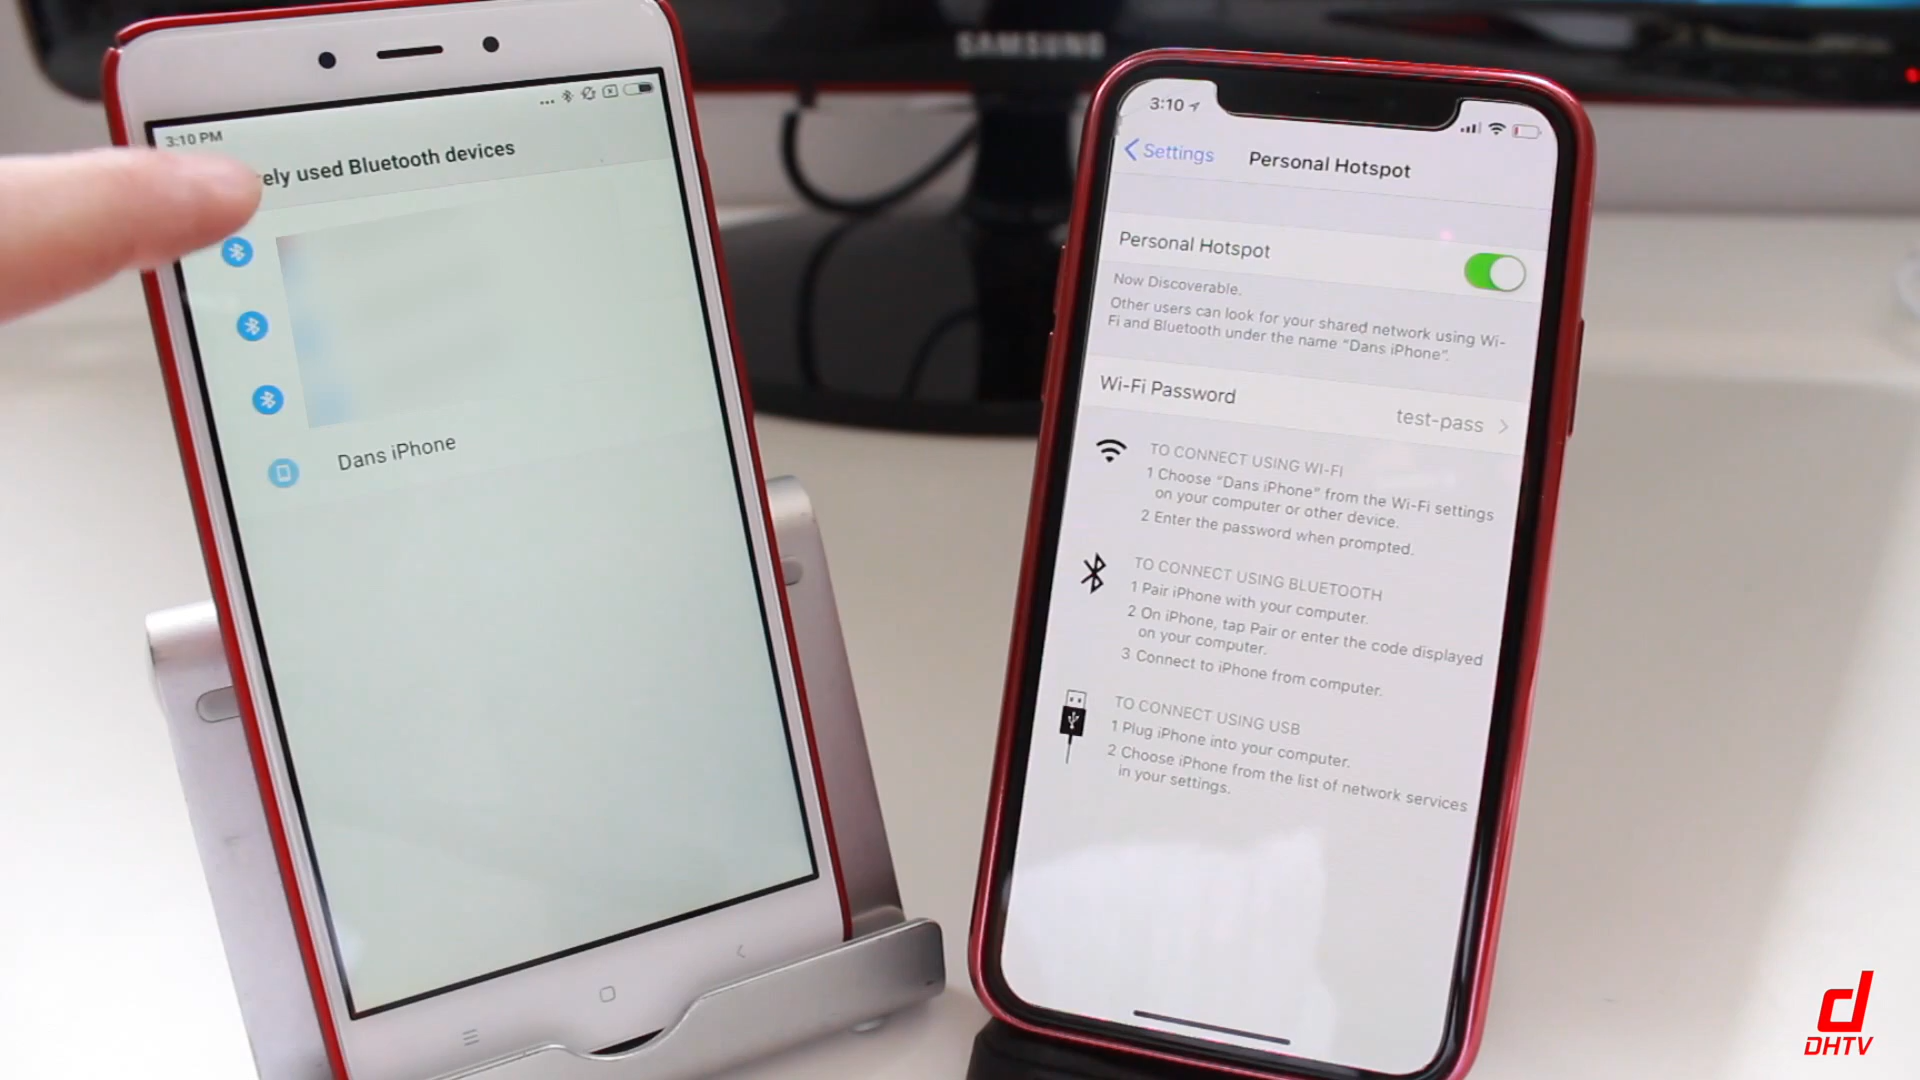 SAMSUNG
3:10 PM
ely used Bluetooth devices
Dans iPhone
3:10
Settings
Personal Hotspot
Personal Hotspot
Now Discoverable.
Other users can look for your shared network using Wi-
Fi and Bluetooth under the name “Dans iPhone”.
Wi-Fi Password
test-pass
TO CONNECT USING WI-FI
1 Choose “Dans iPhone” from the Wi-Fi settings
on your computer or other device.
2 Enter the password when prompted.
TO CONNECT USING BLUETOOTH
1 Pair iPhone with your computer.
2 On iPhone, tap Pair or enter the code displayed
on your computer.
3 Connect to iPhone from computer.
TO CONNECT USING USB
1 Plug iPhone into your computer.
2 Choose iPhone from the list of network services
in your settings.
d
DHTV